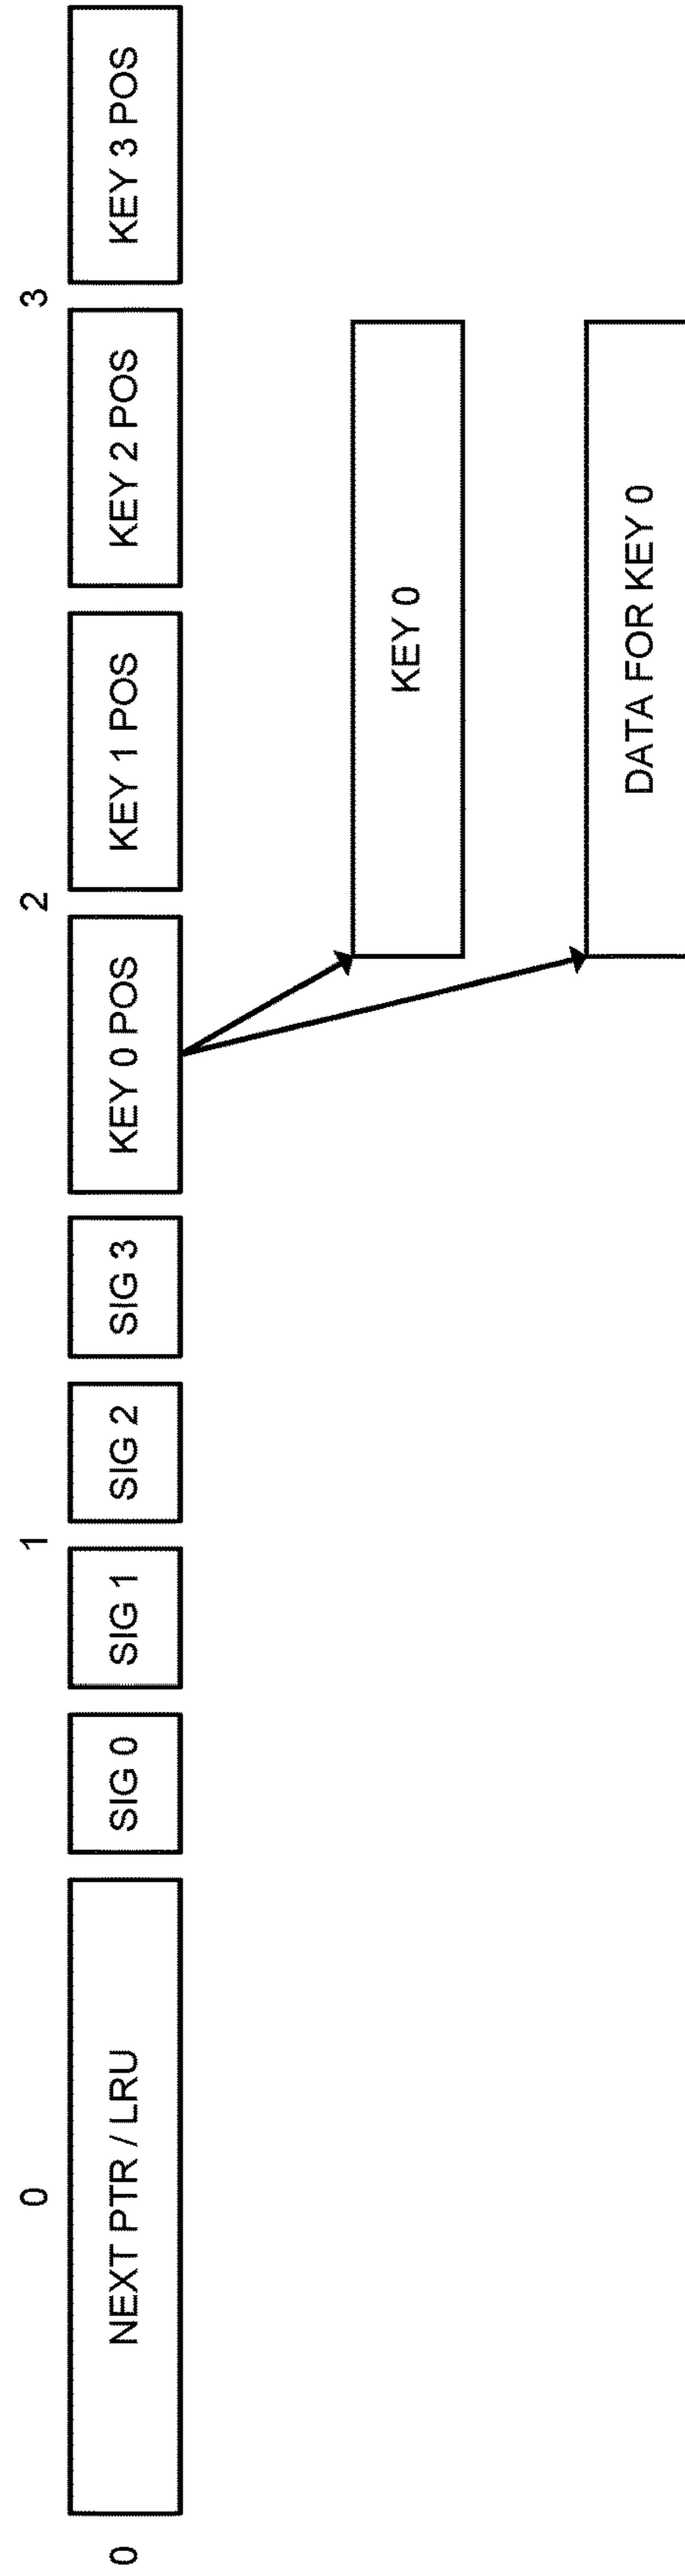 0 1 2 3
0 NEXT PTR / LRU SIG 0 SIG 1 SIG 2 SIG 3 KEY 0 POS KEY 1 POS KEY 2 POS KEY 3 POS
KEY 0
DATA FOR KEY 0